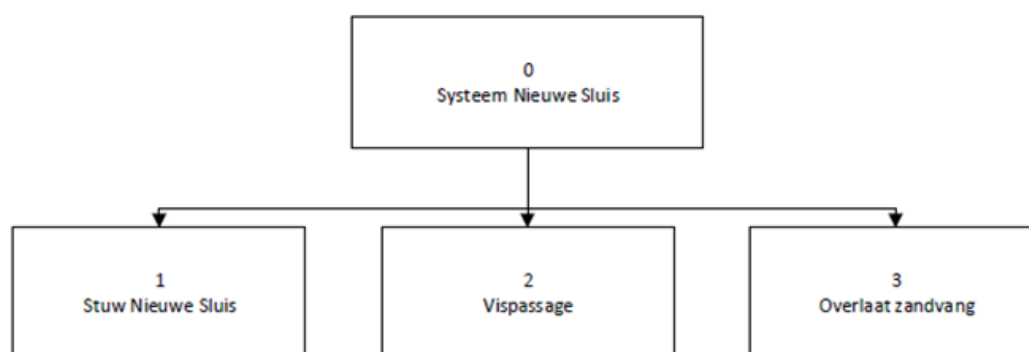 0
Systeem Nieuwe Sluis
1
Stuw Nieuwe Sluis
2
Vispassage
3
Overlaat zandvang